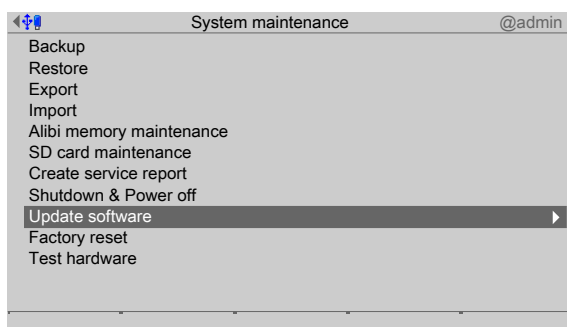 System maintenance @admin
Backup
Restore
Export
Import
Alibi memory maintenance
SD card maintenance
Create service report
Shutdown & Power off
Update software
Factory reset
Test hardware